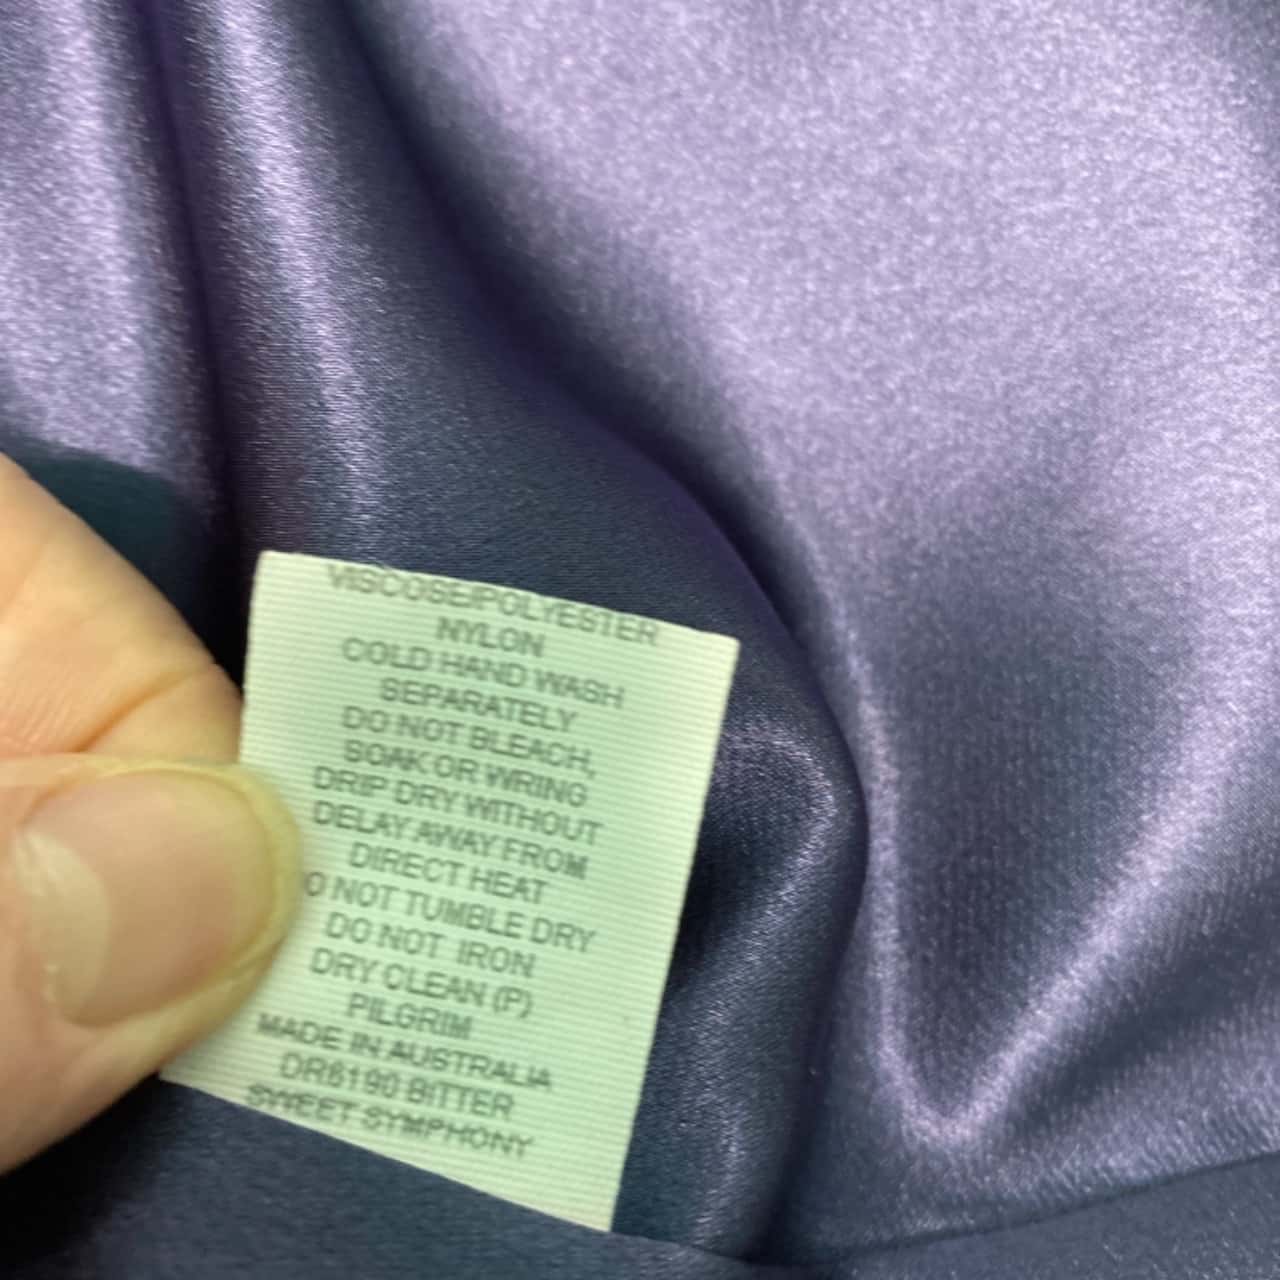 VISCOSE/POLYESTER
NYLON
COLD HAND WASH
SEPARATELY
DO NOT BLEACH,
SOAK OR WRING
DRIP DRY WITHOUT
DELAY AWAY FROM
DIRECT HEAT
O NOT TUMBLE DRY
DO NOT IRON
DRY CLEAN (P)
PILGRIM
MADE IN AUSTRALIA
DR6190 BITTER
SWEET SYMPHONY